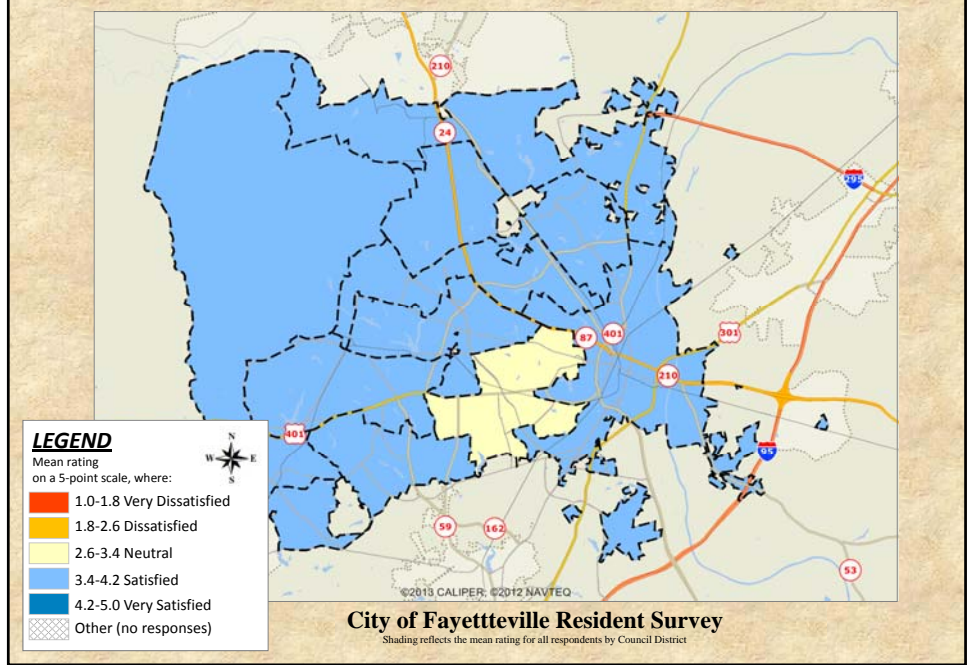 210
24
295
87
401
301
210
401
95
59
162
53
LEGEND
N
W E
S
Mean rating
on a 5-point scale, where:
1.0-1.8 Very Dissatisfied
1.8-2.6 Dissatisfied
2.6-3.4 Neutral
3.4-4.2 Satisfied
4.2-5.0 Very Satisfied
Other (no responses)
©2013 CALIPER; ©2012 NAVTEQ
City of Fayettteville Resident Survey
Shading reflects the mean rating for all respondents by Council District